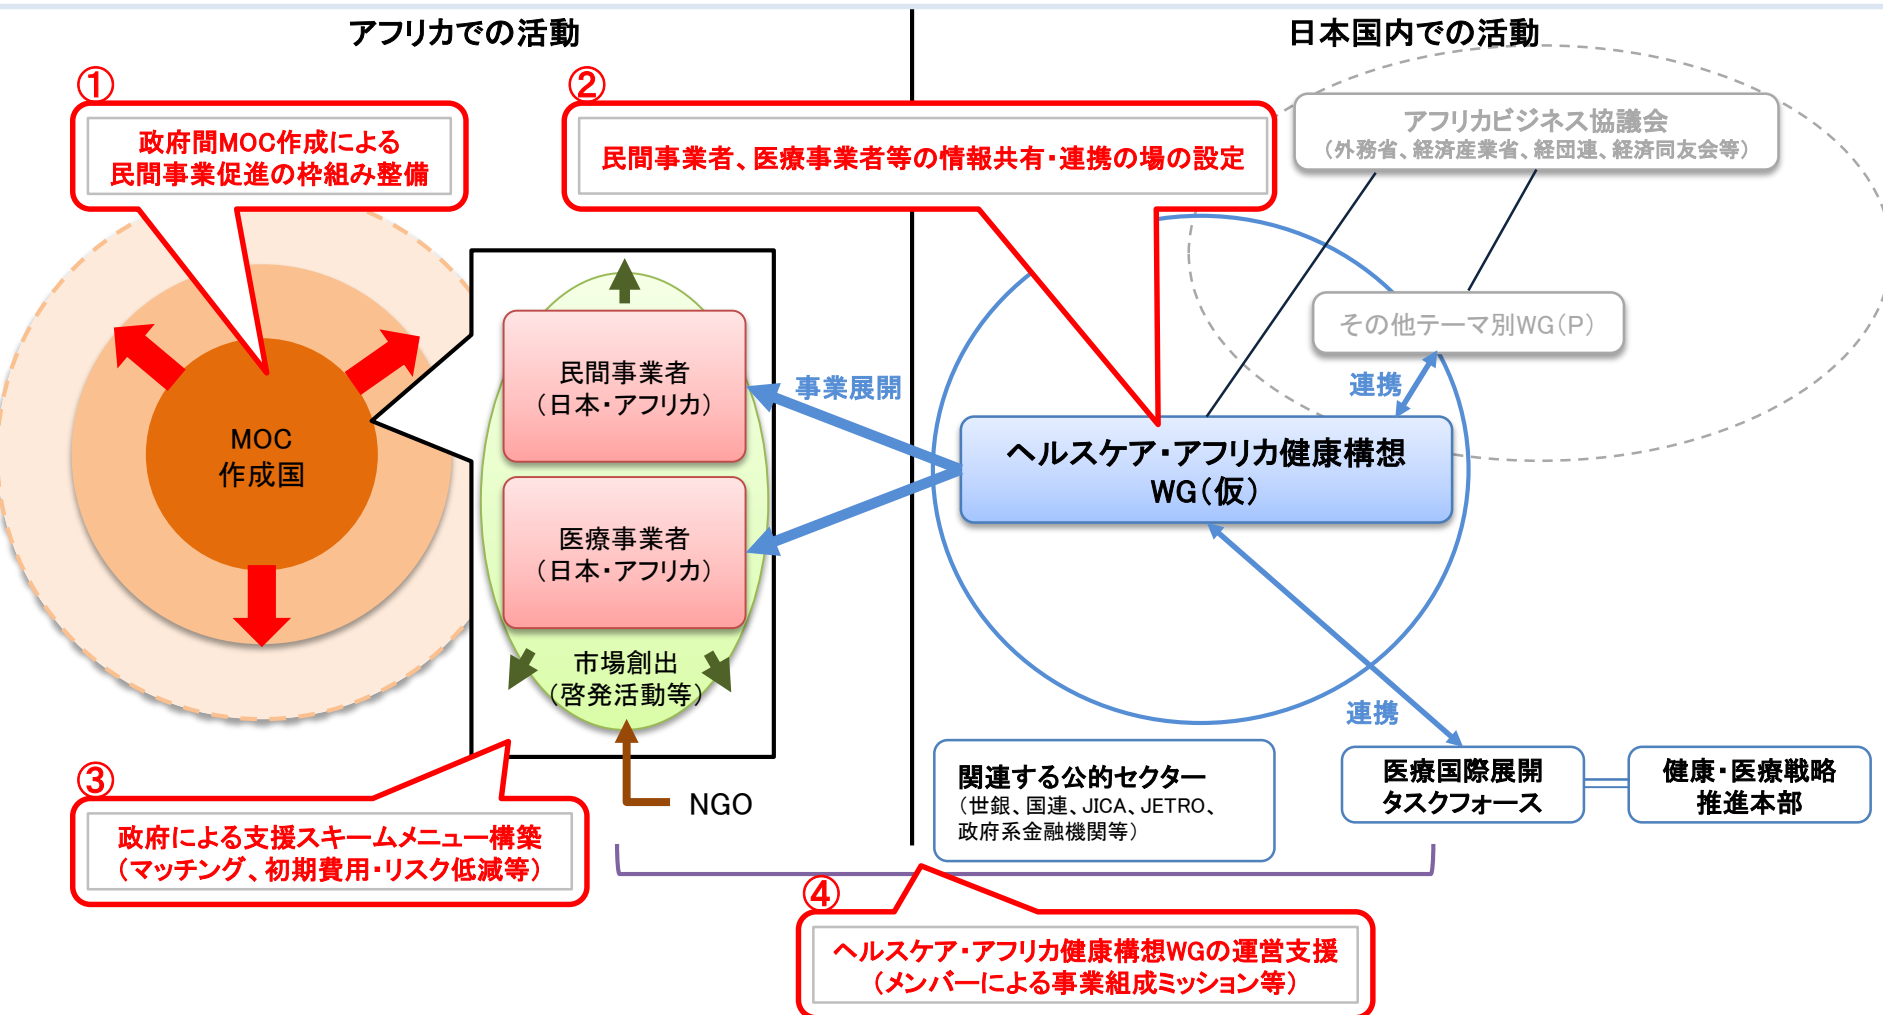 アフリカでの活動
日本国内での活動
①
政府間MOC作成による
民間事業促進の枠組み整備
②
民間事業者、医療事業者等の情報共有・連携の場の設定
アフリカビジネス協議会
(外務省、経済産業省、経団連、経済同友会等)
その他テーマ別WG(P)
連携
民間事業者
(日本・アフリカ)
事業展開
MOC
作成国
ヘルスケア・アフリカ健康構想
WG(仮)
医療事業者
(日本・アフリカ)
市場創出
(啓発活動等)
連携
NGO
関連する公的セクター
(世銀、国連、JICA、JETRO、
政府系金融機関等)
医療国際展開
タスクフォース
健康・医療戦略
推進本部
③
政府による支援スキームメニュー構築
(マッチング、初期費用・リスク低減等)
④
ヘルスケア・アフリカ健康構想WGの運営支援
(メンバーによる事業組成ミッション等)